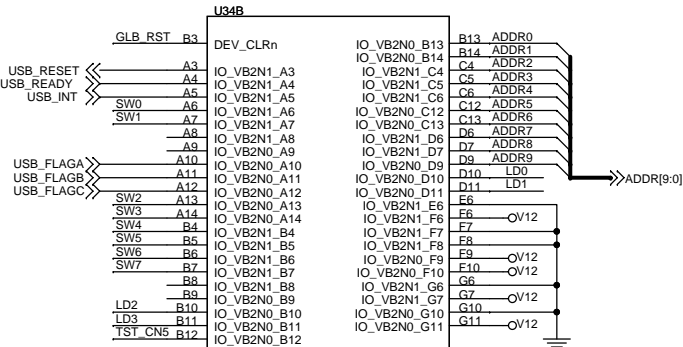 U34B
GLB_RST B3 DEV_CLRn IO_VB2N0_B13 B13 ADDR0
IO_VB2N0_B14 B14 ADDR1
USB_RESET A3 IO_VB2N1_A3 IO_VB2N1_C4 C4 ADDR2
USB_READY A4 IO_VB2N1_A4 IO_VB2N1_C5 C5 ADDR3
USB_INT A5 IO_VB2N1_A5 IO_VB2N1_C6 C6 ADDR4
SW0 A6 IO_VB2N1_A6 IO_VB2N0_C12 C12 ADDR5
SW1 A7 IO_VB2N1_A7 IO_VB2N0_C13 C13 ADDR6
A8 IO_VB2N1_A8 IO_VB2N1_D6 D6 ADDR7
A9 IO_VB2N0_A9 IO_VB2N1_D7 D7 ADDR8
USB_FLAGA A10 IO_VB2N0_A10 IO_VB2N0_D9 D9 ADDR9
USB_FLAGB A11 IO_VB2N0_A11 IO_VB2N0_D10 D10 LD0 ADDR[9:0]
USB_FLAGC A12 IO_VB2N0_A12 IO_VB2N0_D11 D11 LD1
SW2 A13 IO_VB2N0_A13 IO_VB2N1_E6 E6
SW3 A14 IO_VB2N0_A14 IO_VB2N1_F6 F6 V12
SW4 B4 IO_VB2N1_B4 IO_VB2N1_F7 F7
SW5 B5 IO_VB2N1_B5 IO_VB2N1_F8 F8
SW6 B6 IO_VB2N1_B6 IO_VB2N0_F9 F9 V12
SW7 B7 IO_VB2N1_B7 IO_VB2N0_F10 F10 V12
B8 IO_VB2N1_B8 IO_VB2N1_G6 G6
B9 IO_VB2N0_B9 IO_VB2N1_G7 G7 V12
LD2 B10 IO_VB2N0_B10 IO_VB2N0_G10 G10
LD3 B11 IO_VB2N0_B11 IO_VB2N0_G11 G11 V12
TST_CN5 B12 IO_VB2N0_B12